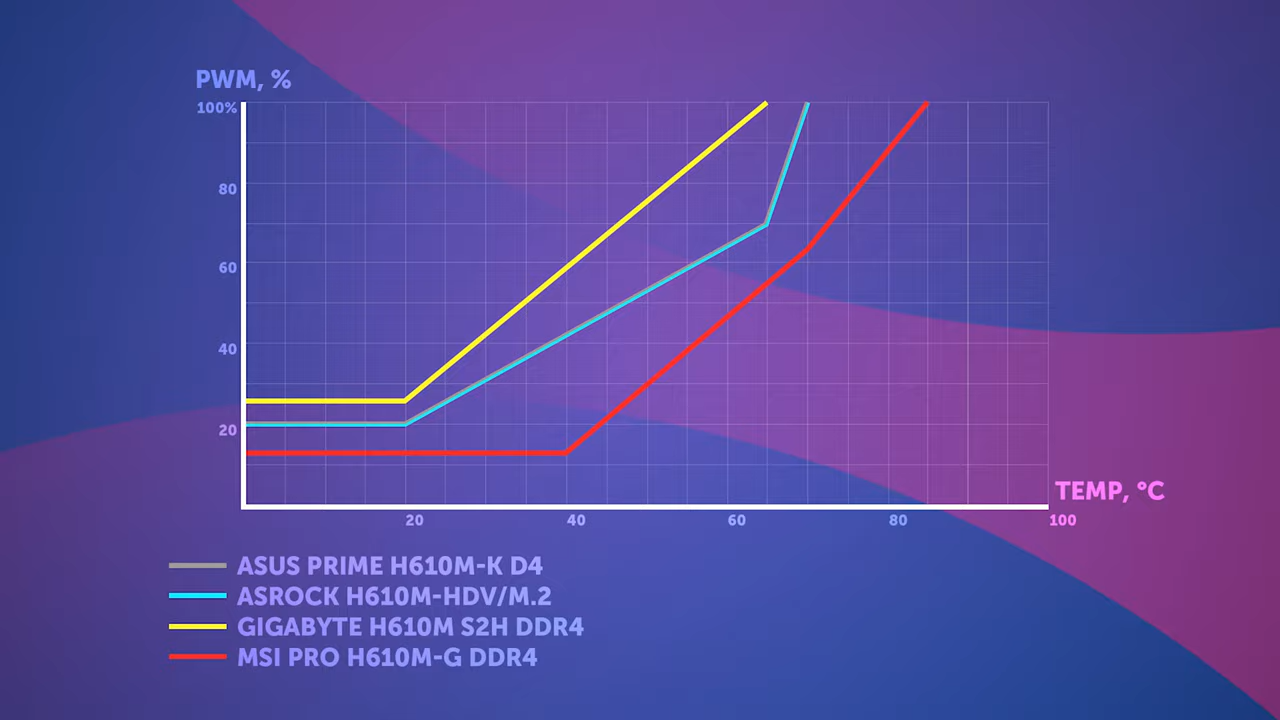 PWM, %
100%
80
60
40
20
TEMP, °C
20 40 60 80 100
ASUS PRIME H610M-K D4
ASROCK H610M-HDV/M.2
GIGABYTE H610M S2H DDR4
MSI PRO H610M-G DDR4